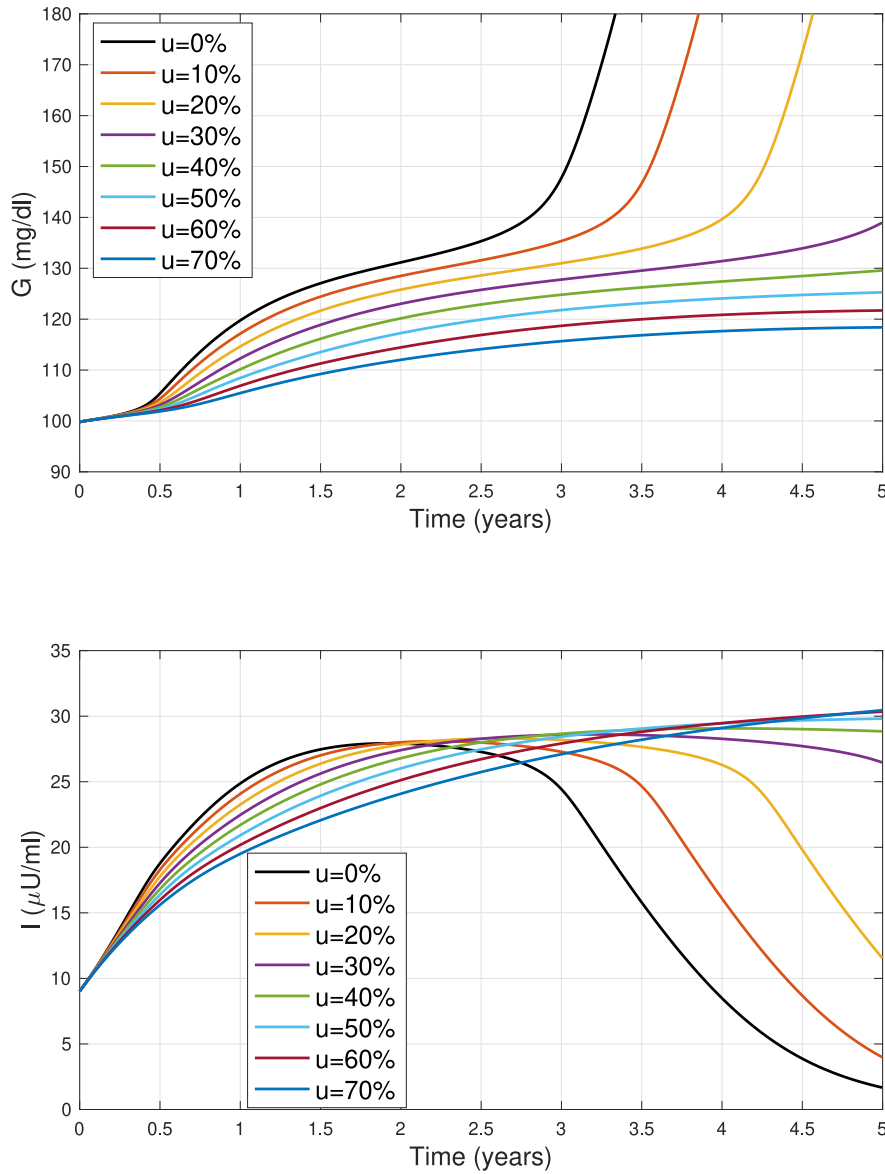 180
170
160
150
140
130
120
110
100
90
G (mg/dl)
u=0%
u=10%
u=20%
u=30%
u=40%
u=50%
u=60%
u=70%
0 0.5 1 1.5 2 2.5 3 3.5 4 4.5 5
Time (years)
35
30
25
20
15
10
5
0
I (μU/ml)
u=0%
u=10%
u=20%
u=30%
u=40%
u=50%
u=60%
u=70%
0 0.5 1 1.5 2 2.5 3 3.5 4 4.5 5
Time (years)